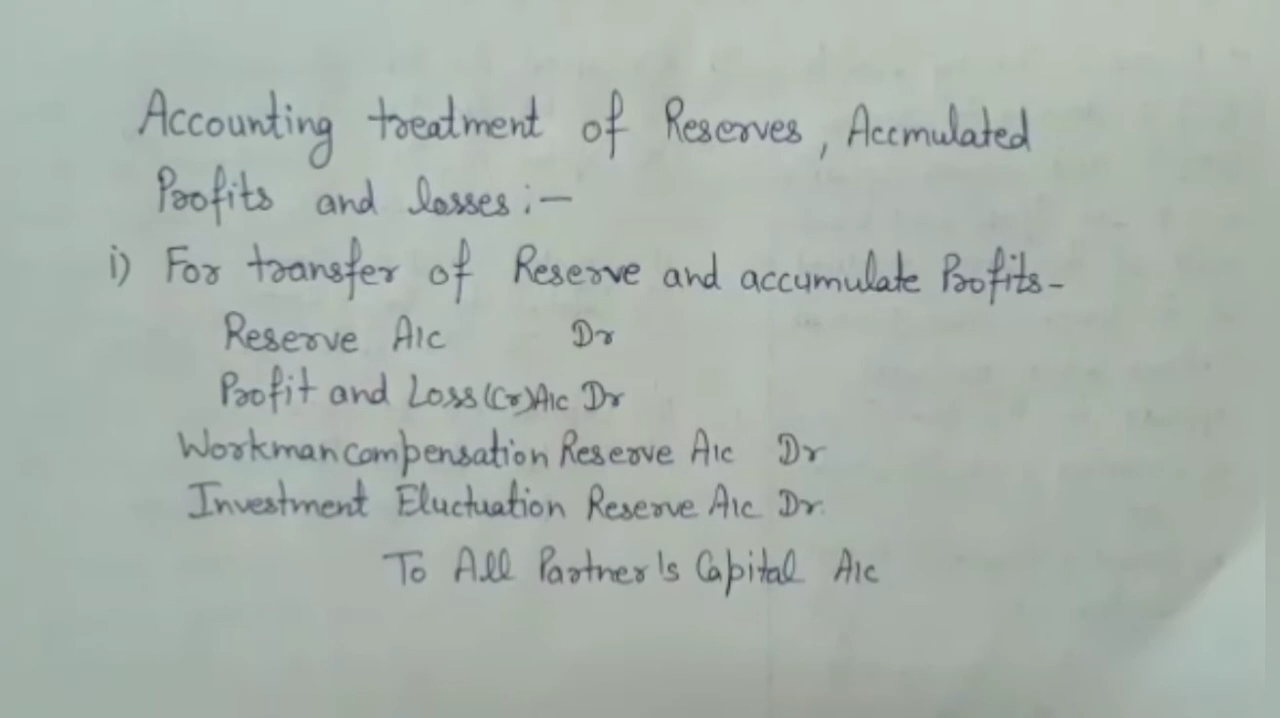 Accounting treatment of Reserves, Accmulated
Profits and losses :-
i) For transfer of Reserve and accumulate Profits-
Reserve A/c Dr
Profit and Loss (Cr) A/c Dr
Workman compensation Reserve A/c Dr
Investment Fluctuation Reserve A/c Dr.
To All Partner's Capital A/c